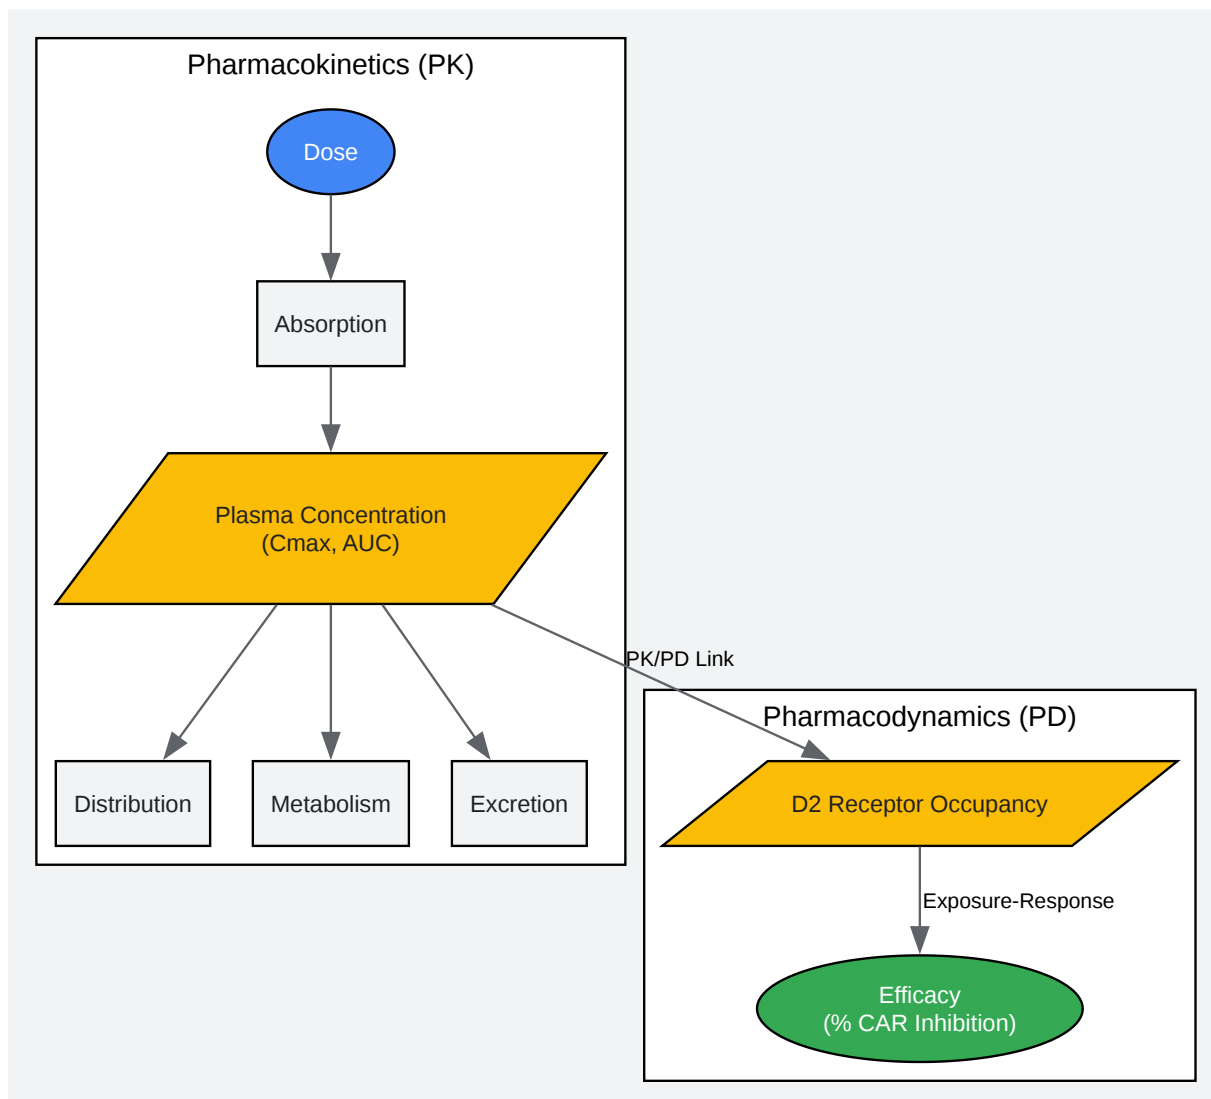 Pharmacokinetics (PK)
Dose
Absorption
Plasma Concentration
(Cmax, AUC)
PK/PD Link
Distribution
Metabolism
Excretion
Pharmacodynamics (PD)
D2 Receptor Occupancy
Exposure-Response
Efficacy
(% CAR Inhibition)